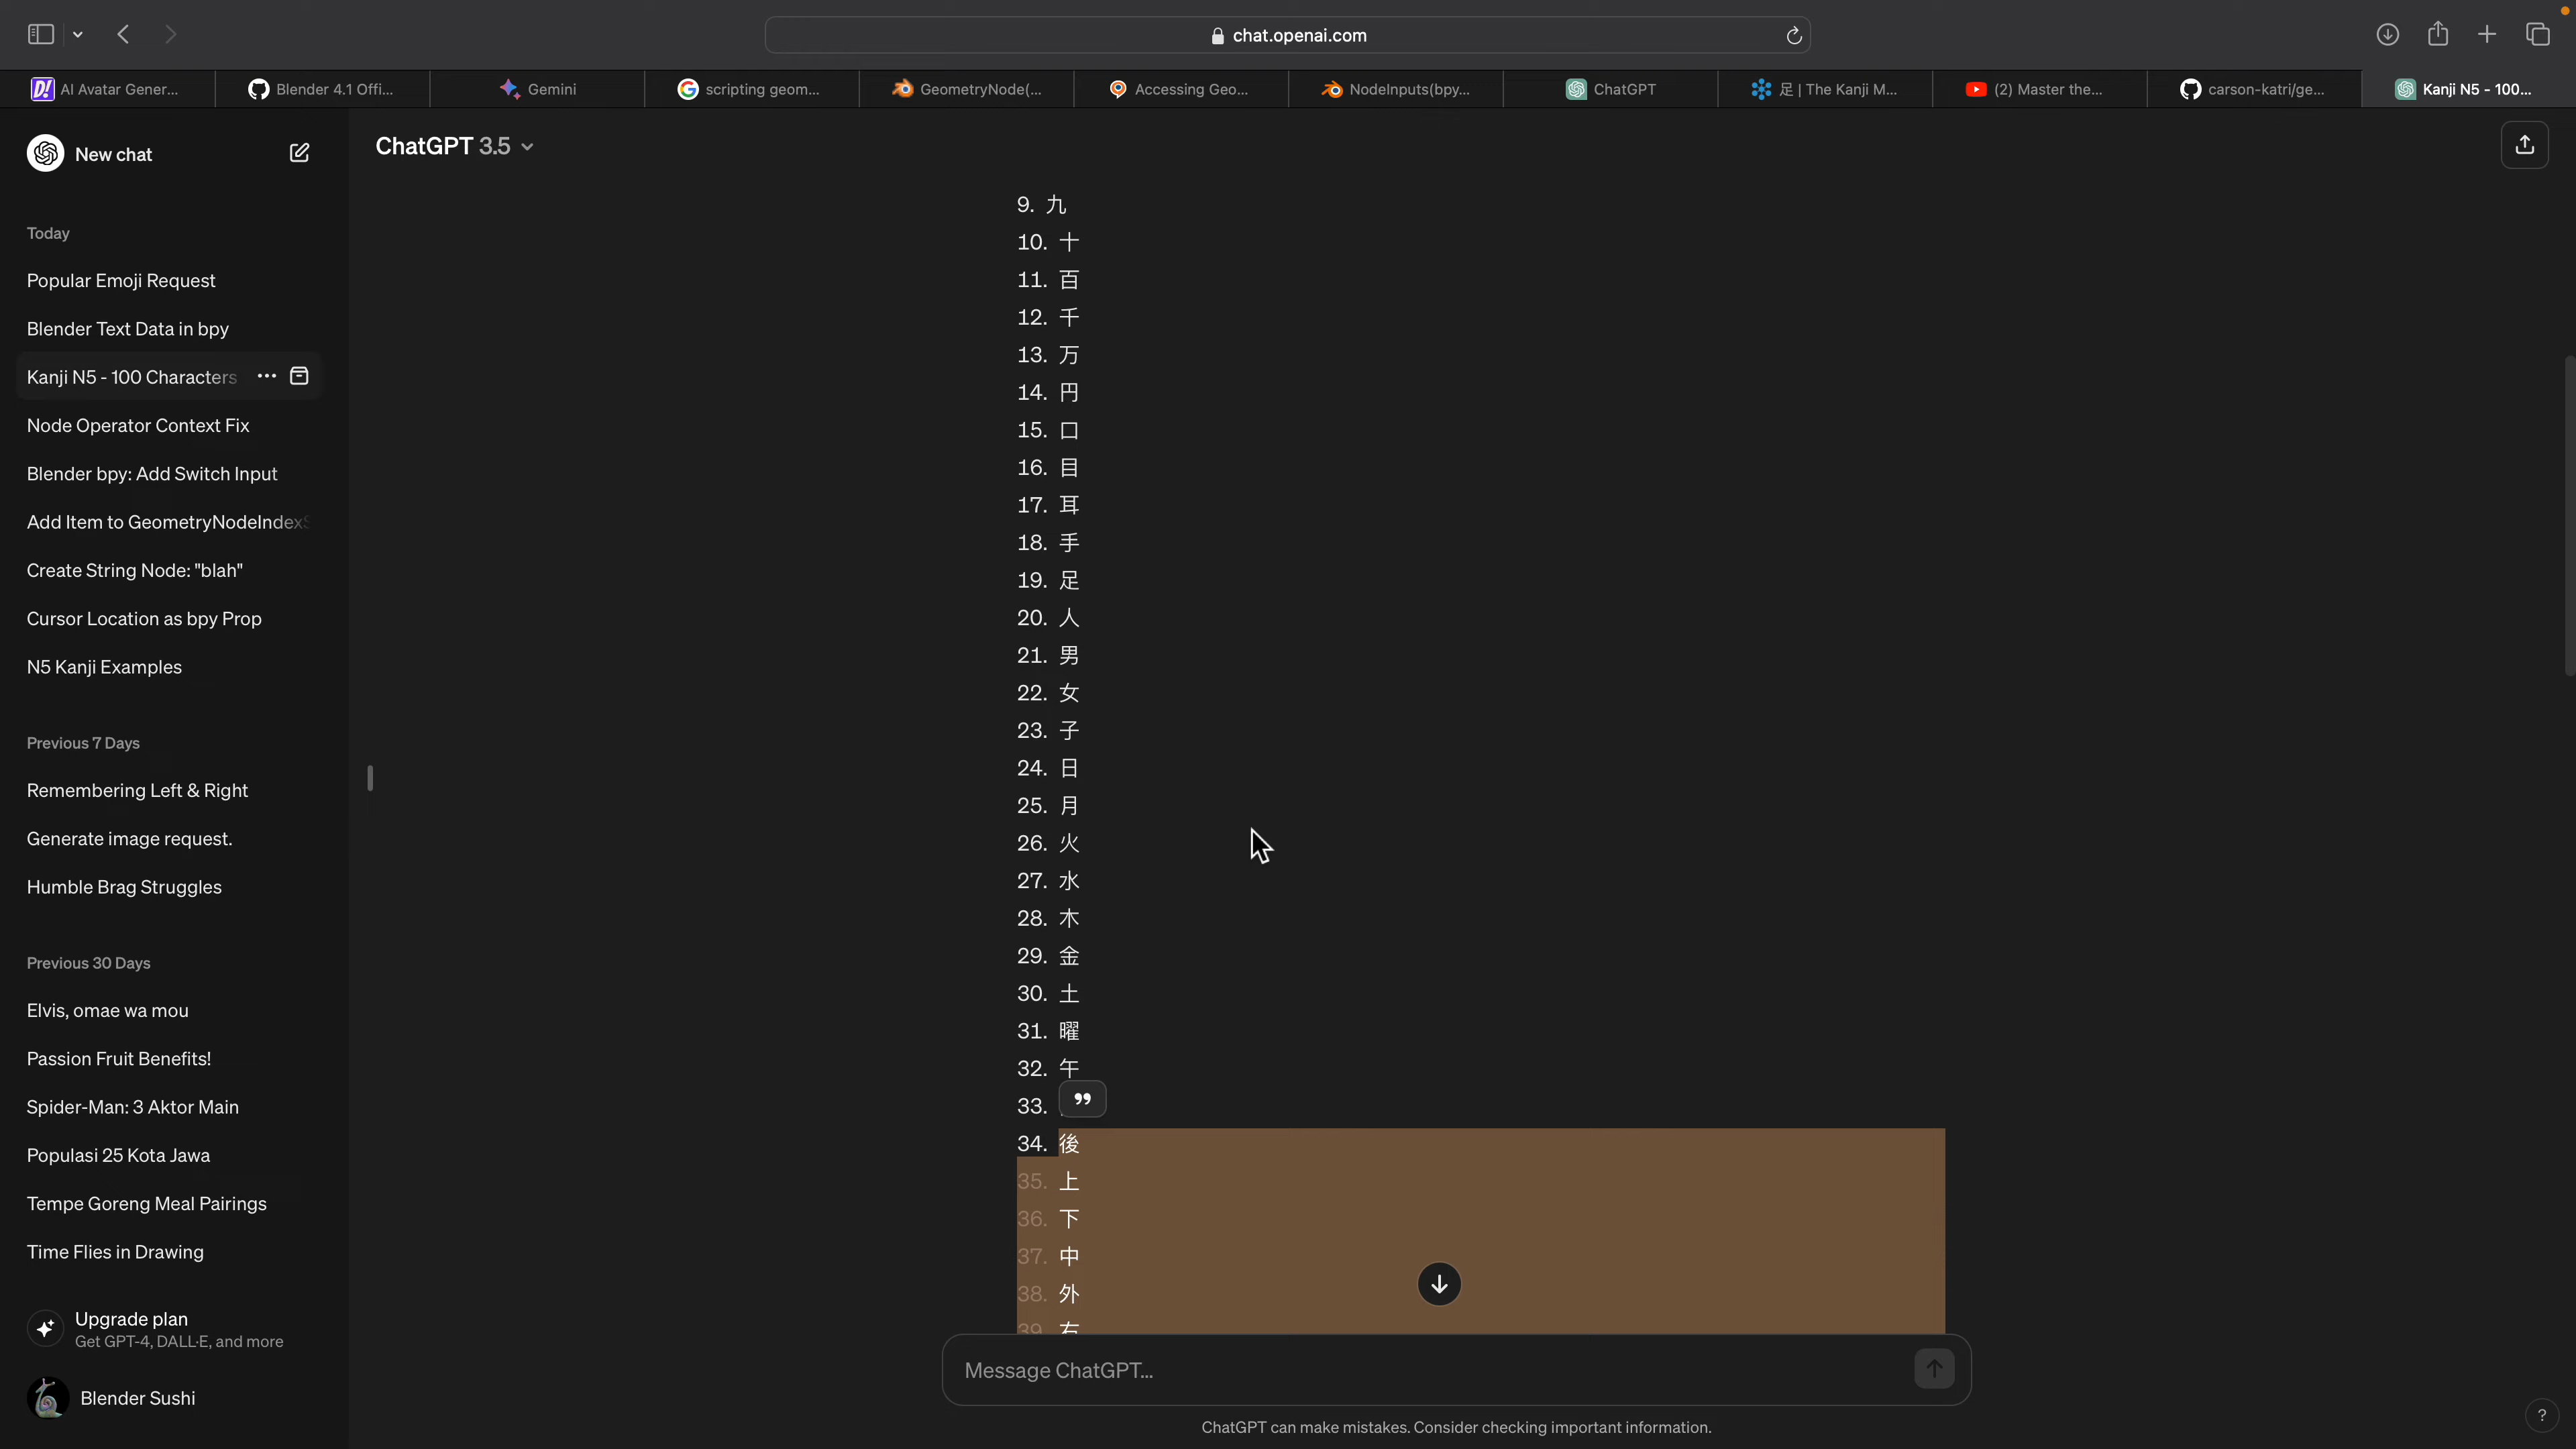 chat.openai.com
AI Avatar Gener...
Blender 4.1 Offi...
Gemini
scripting geom...
GeometryNode(...
Accessing Geo...
NodeInputs(bpy...
ChatGPT
足 | The Kanji M...
(2) Master the...
carson-katri/ge...
Kanji N5 - 100...
New chat
Today
Popular Emoji Request
Blender Text Data in bpy
Kanji N5 - 100 Characters
Node Operator Context Fix
Blender bpy: Add Switch Input
Add Item to GeometryNodeIndexS
Create String Node: "blah"
Cursor Location as bpy Prop
N5 Kanji Examples
Previous 7 Days
Remembering Left & Right
Generate image request.
Humble Brag Struggles
Previous 30 Days
Elvis, omae wa mou
Passion Fruit Benefits!
Spider-Man: 3 Aktor Main
Populasi 25 Kota Jawa
Tempe Goreng Meal Pairings
Time Flies in Drawing
Upgrade plan
Get GPT-4, DALL·E, and more
Blender Sushi
ChatGPT 3.5
9. 九
10. 十
11. 百
12. 千
13. 万
14. 円
15. 口
16. 目
17. 耳
18. 手
19. 足
20. 人
21. 男
22. 女
23. 子
24. 日
25. 月
26. 火
27. 水
28. 木
29. 金
30. 土
31. 曜
32. 午
33.
34. 後
35. 上
36. 下
37. 中
38. 外
39. 右
Message ChatGPT...
ChatGPT can make mistakes. Consider checking important information.
?